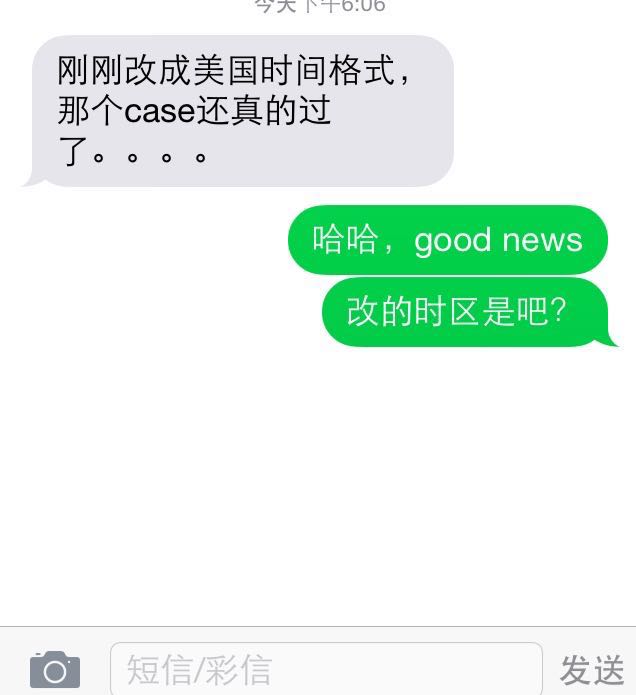 今天下午6:06
刚刚改成美国时间格式，
那个case还真的过
了。。。。
哈哈，good news
改的时区是吧？
短信/彩信
发送